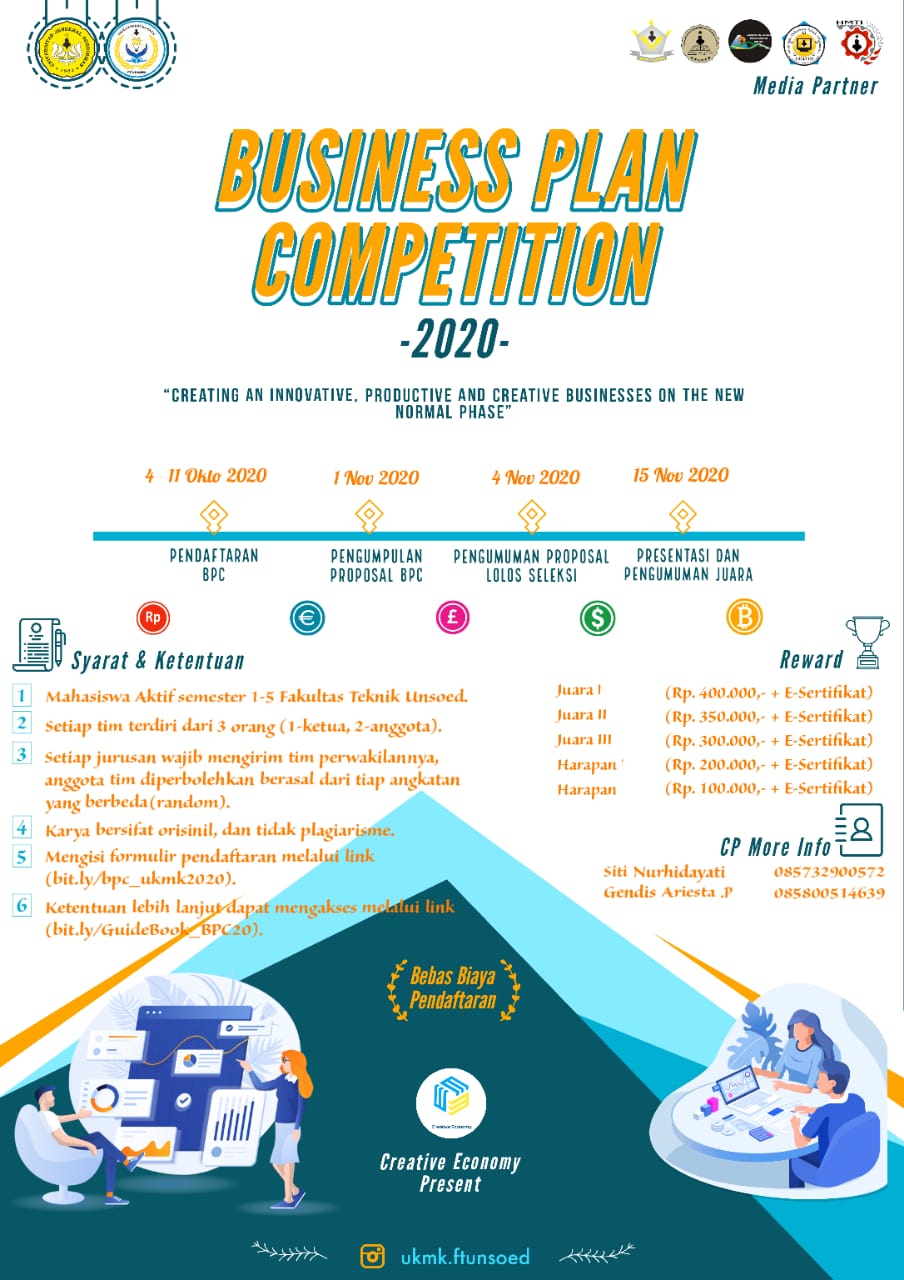 HMTI
Media Partner
BUSINESS PLAN
COMPETITION
-2020-
"CREATING AN INNOVATIVE, PRODUCTIVE AND CREATIVE BUSINESSES ON THE NEW
NORMAL PHASE"
4 - 11 Okto 2020
1 Nov 2020
4 Nov 2020
15 Nov 2020
PENDAFTARAN
BPC
PENGUMPULAN
PROPOSAL BPC
PENGUMUMAN PROPOSAL
LOLOS SELEKSI
PRESENTASI DAN
PENGUMUMAN JUARA
Rp
€
£
$
₿
Syarat & Ketentuan
1 Mahasiswa Aktif semester 1-5 Fakultas Teknik Unsoed.
2 Setiap tim terdiri dari 3 orang (1-ketua, 2-anggota).
3 Setiap jurusan wajib mengirim tim perwakilannya,
anggota tim diperbolehkan berasal dari tiap angkatan
yang berbeda(random).
4 Karya bersifat orisinil, dan tidak plagiarisme.
5 Mengisi formulir pendaftaran melalui link
(bit.ly/bpc_ukmk2020).
6 Ketentuan lebih lanjut dapat mengakses melalui link
(bit.ly/GuideBook_BPC20).
Reward
Juara I (Rp. 400.000,- + E-Sertifikat)
Juara II (Rp. 350.000,- + E-Sertifikat)
Juara III (Rp. 300.000,- + E-Sertifikat)
Harapan (Rp. 200.000,- + E-Sertifikat)
Harapan (Rp. 100.000,- + E-Sertifikat)
CP More Info
Siti Nurhidayati 085732900572
Gendis Ariesta .P 085800514639
Bebas Biaya
Pendaftaran
Creative Economy
Creative Economy
Present
ukmk.ftunsoed